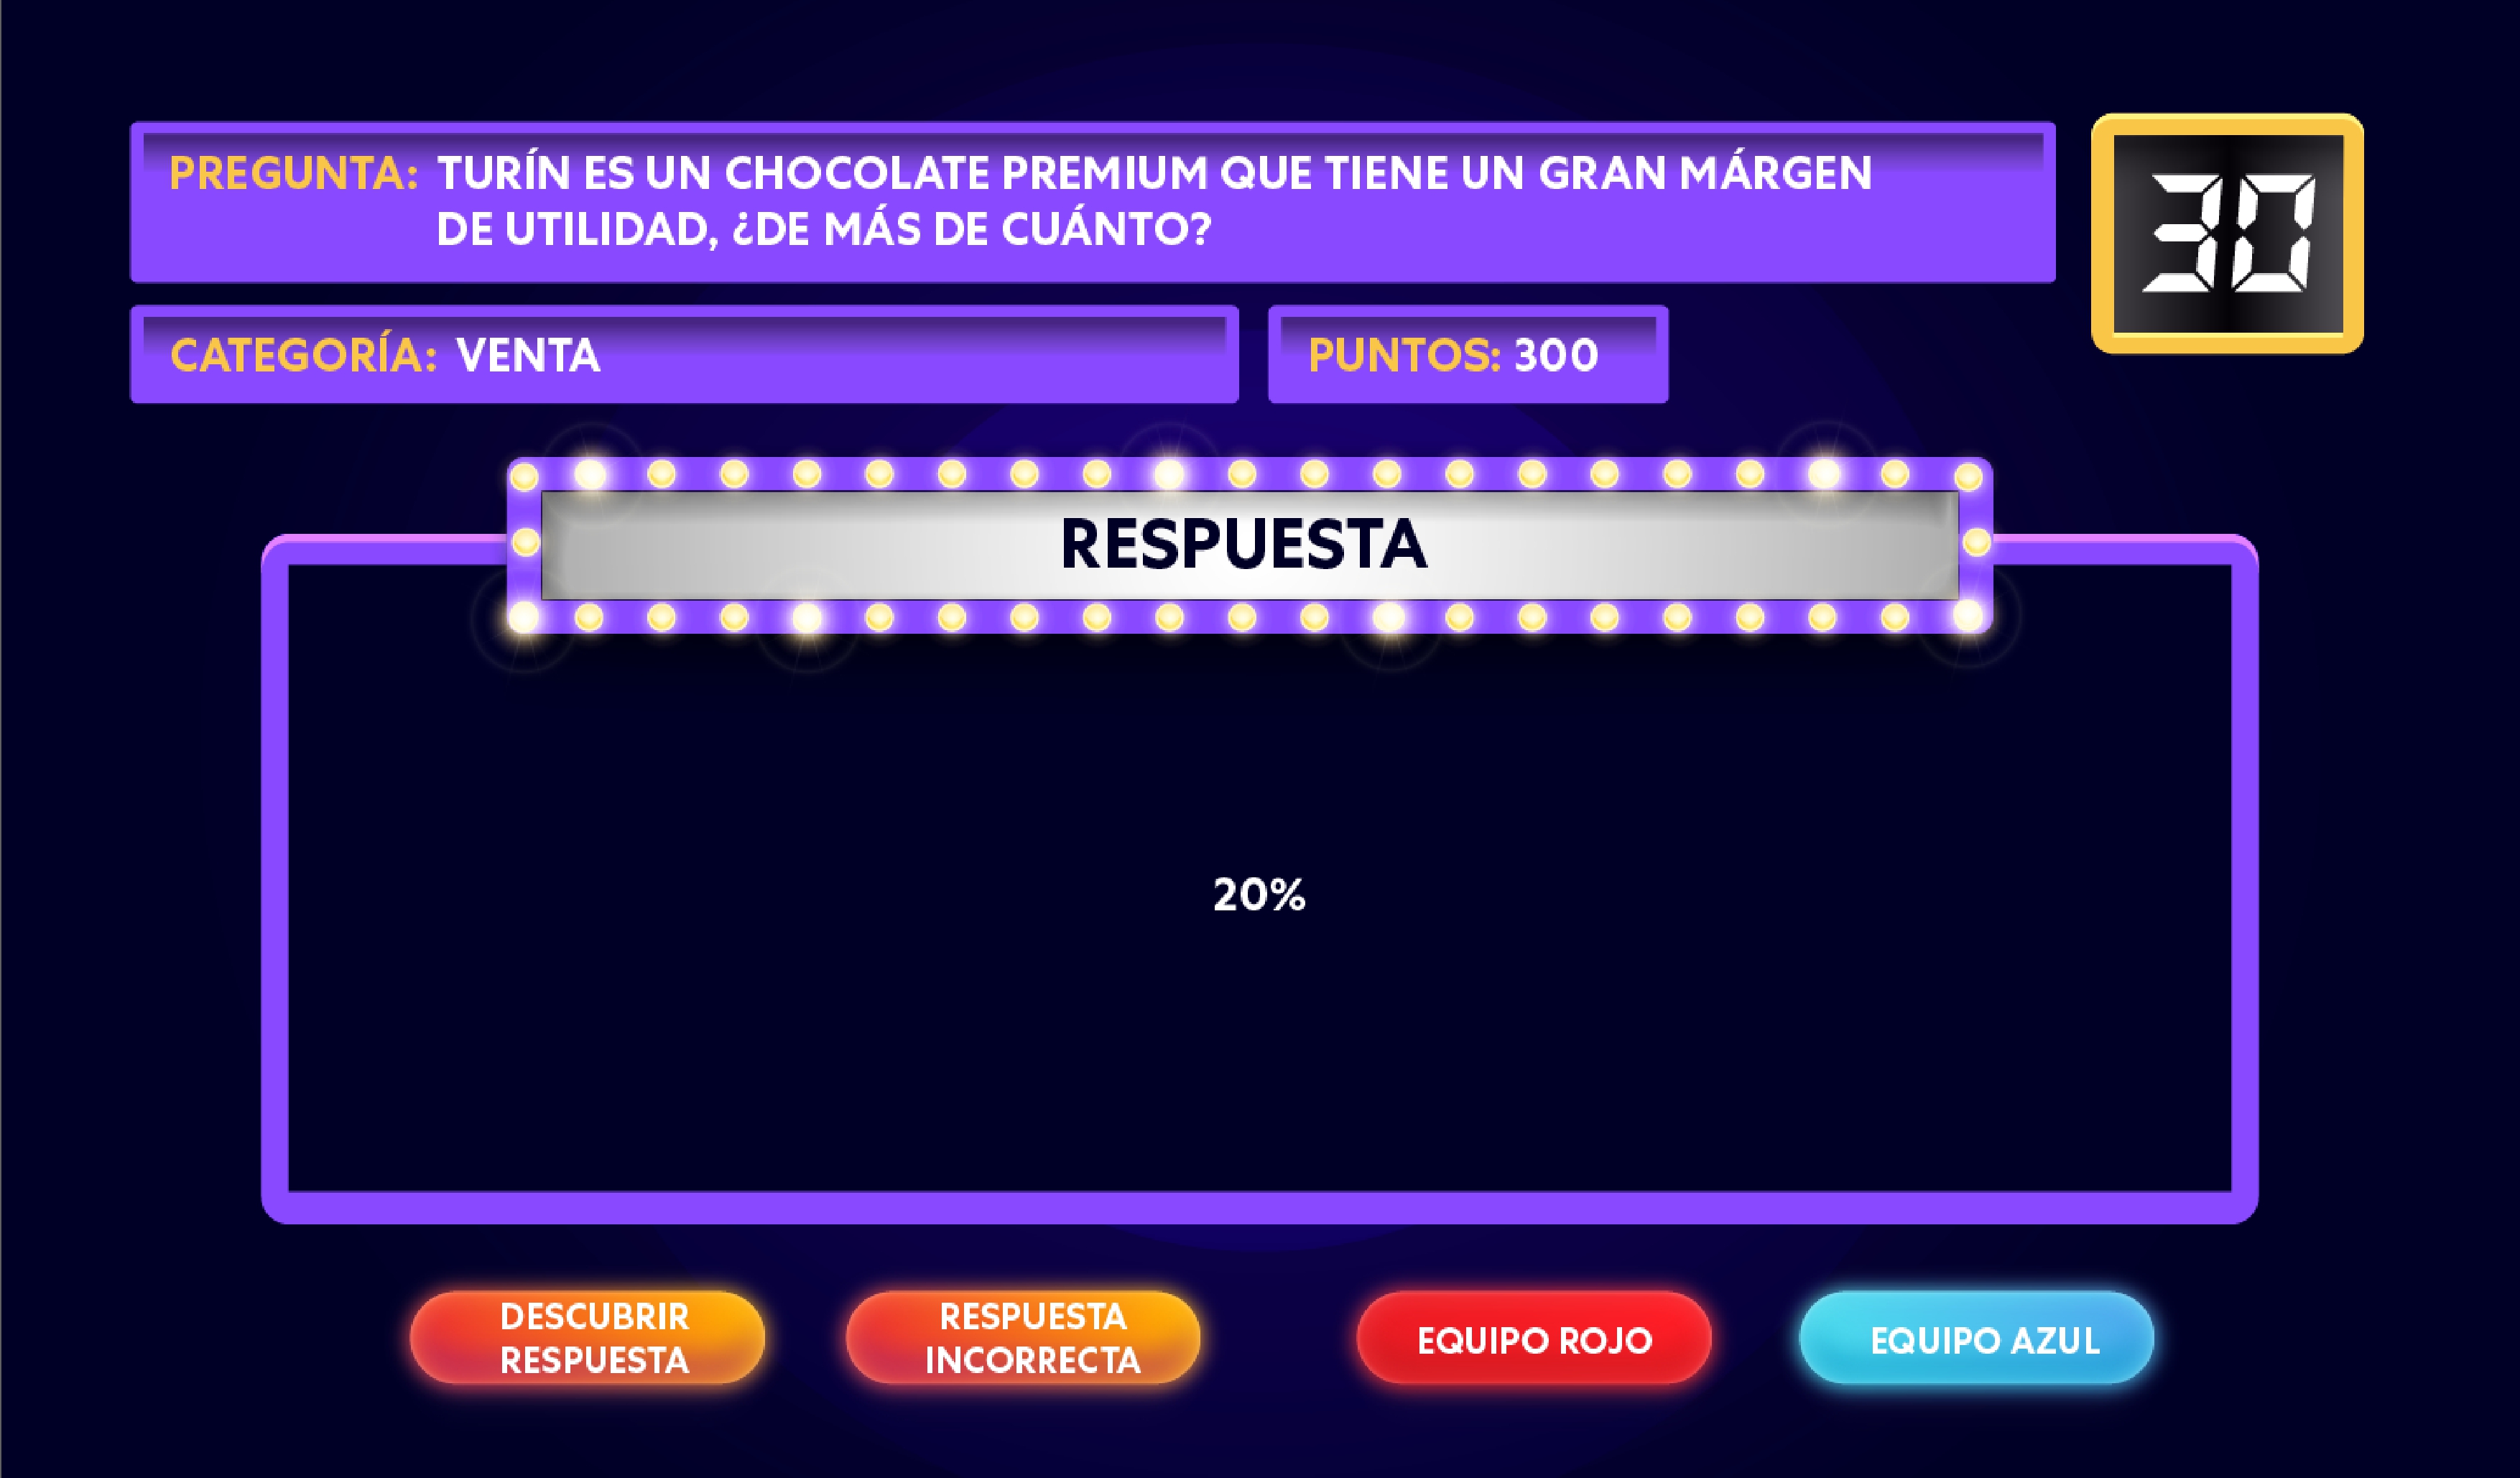 PREGUNTA: TURÍN ES UN CHOCOLATE PREMIUM QUE TIENE UN GRAN MÁRGEN
DE UTILIDAD, ¿DE MÁS DE CUÁNTO?
30
CATEGORÍA: VENTA
PUNTOS: 300
RESPUESTA
20%
DESCUBRIR
RESPUESTA
RESPUESTA
INCORRECTA
EQUIPO ROJO
EQUIPO AZUL